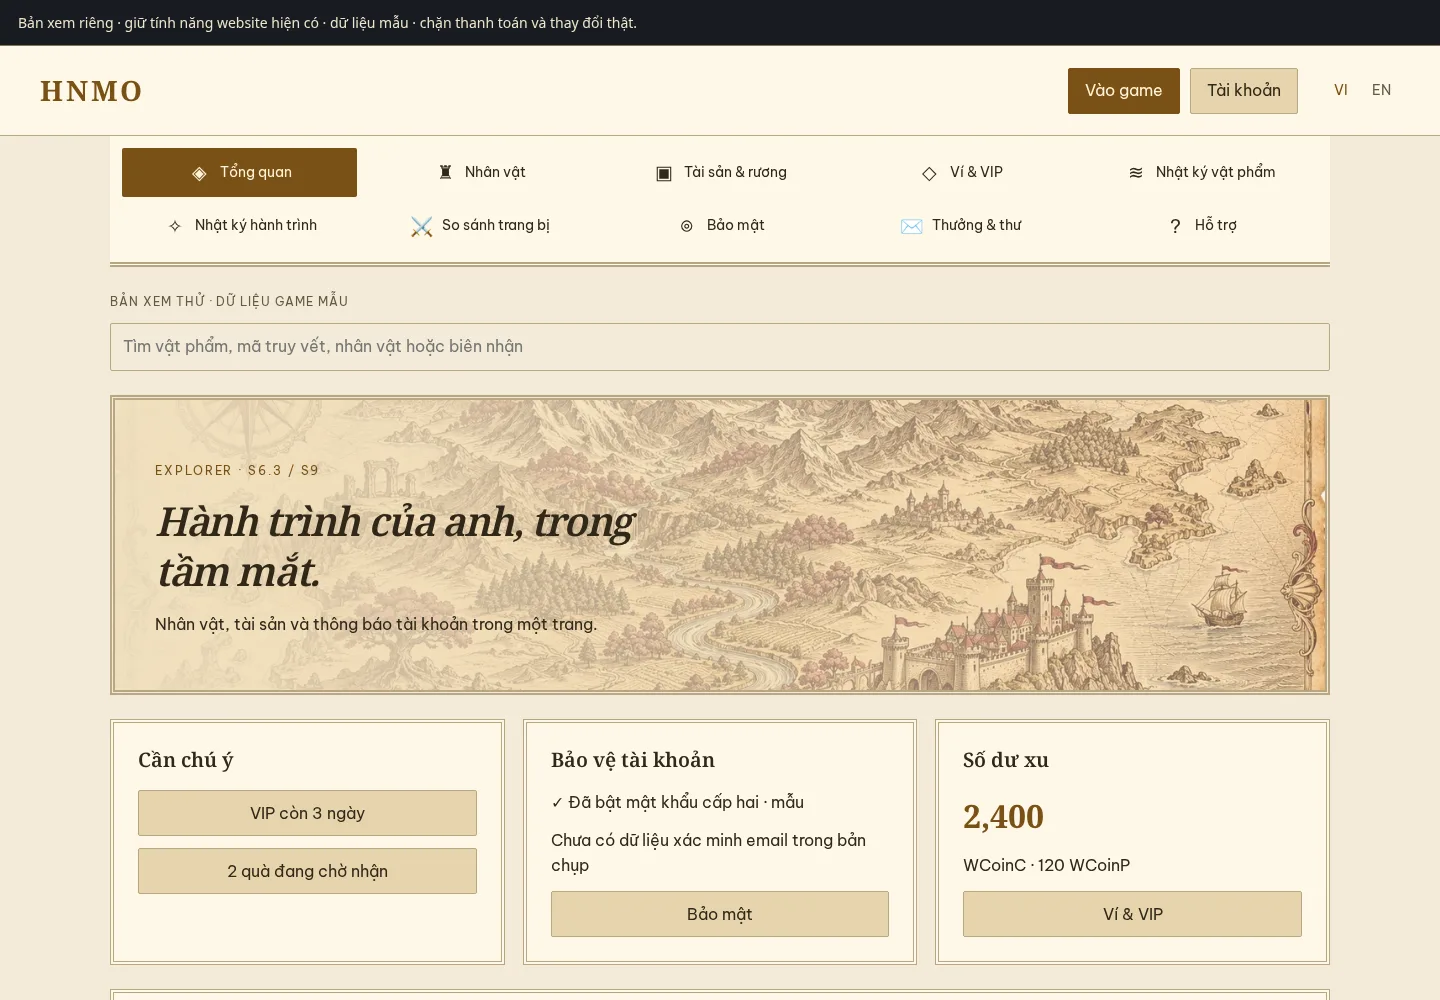 Bản xem riêng · giữ tính năng website hiện có · dữ liệu mẫu · chặn thanh toán và thay đổi thật.
HNMO
Vào game
Tài khoản
VI
EN
Tổng quan
Nhân vật
Tài sản & rương
Ví & VIP
Nhật ký vật phẩm
Nhật ký hành trình
So sánh trang bị
Bảo mật
Thưởng & thư
? Hỗ trợ
BẢN XEM THỬ · DỮ LIỆU GAME MẪU
Tìm vật phẩm, mã truy vết, nhân vật hoặc biên nhận
EXPLORER · S6.3 / S9
Hành trình của anh, trong
tầm mắt.
Nhân vật, tài sản và thông báo tài khoản trong một trang.
Cần chú ý
VIP còn 3 ngày
2 quà đang chờ nhận
Bảo vệ tài khoản
✓ Đã bật mật khẩu cấp hai · mẫu
Chưa có dữ liệu xác minh email trong bản
chụp
Bảo mật
Số dư xu
2,400
WCoinC · 120 WCoinP
Ví & VIP